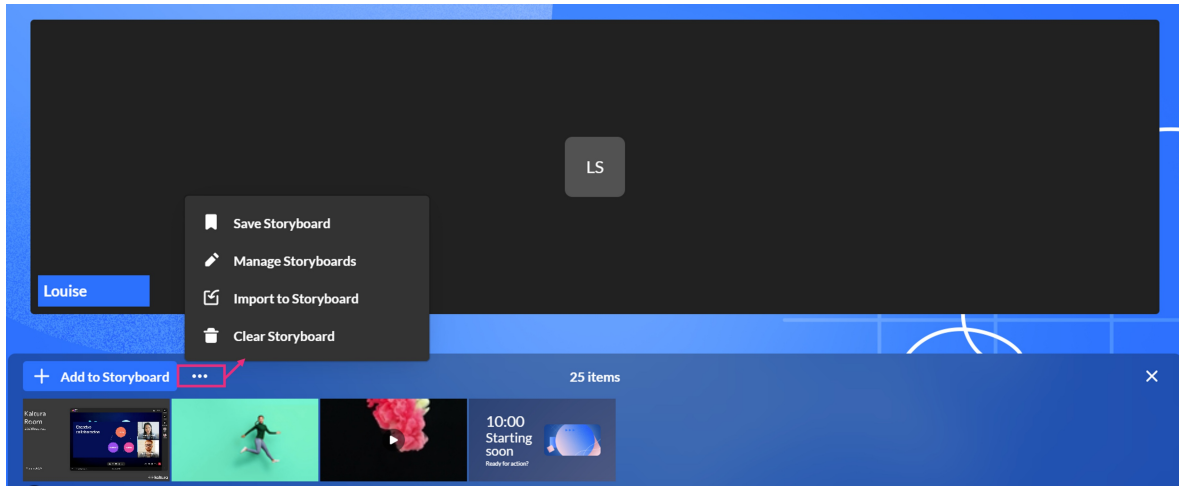 LS
Save Storyboard
Manage Storyboards
Import to Storyboard
Clear Storyboard
Louise
Add to Storyboard
25 items
Kaltura
Room
10:00
Starting
soon
Ready for action?